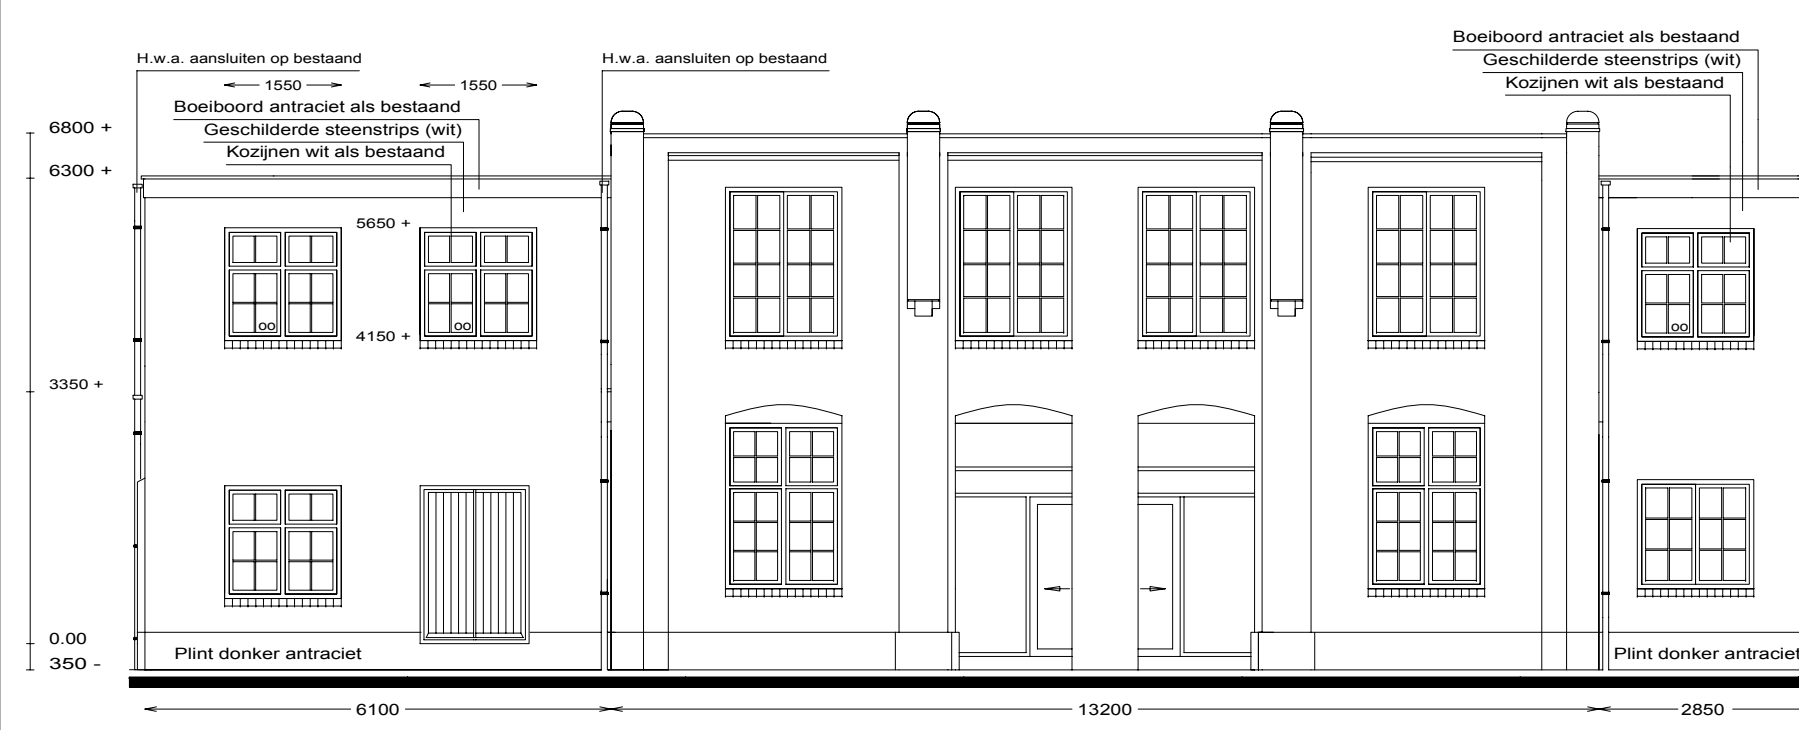 Boeiboord antraciet als bestaand
Geschilderde steenstrips (wit)
Kozijnen wit als bestaand
H.w.a. aansluiten op bestaand
H.w.a. aansluiten op bestaand
1550
1550
Boeiboord antraciet als bestaand
Geschilderde steenstrips (wit)
Kozijnen wit als bestaand
6800 +
6300 +
5650 +
4150 +
3350 +
0.00
350 -
Plint donker antraciet
Plint donker antraciet
6100
13200
2850